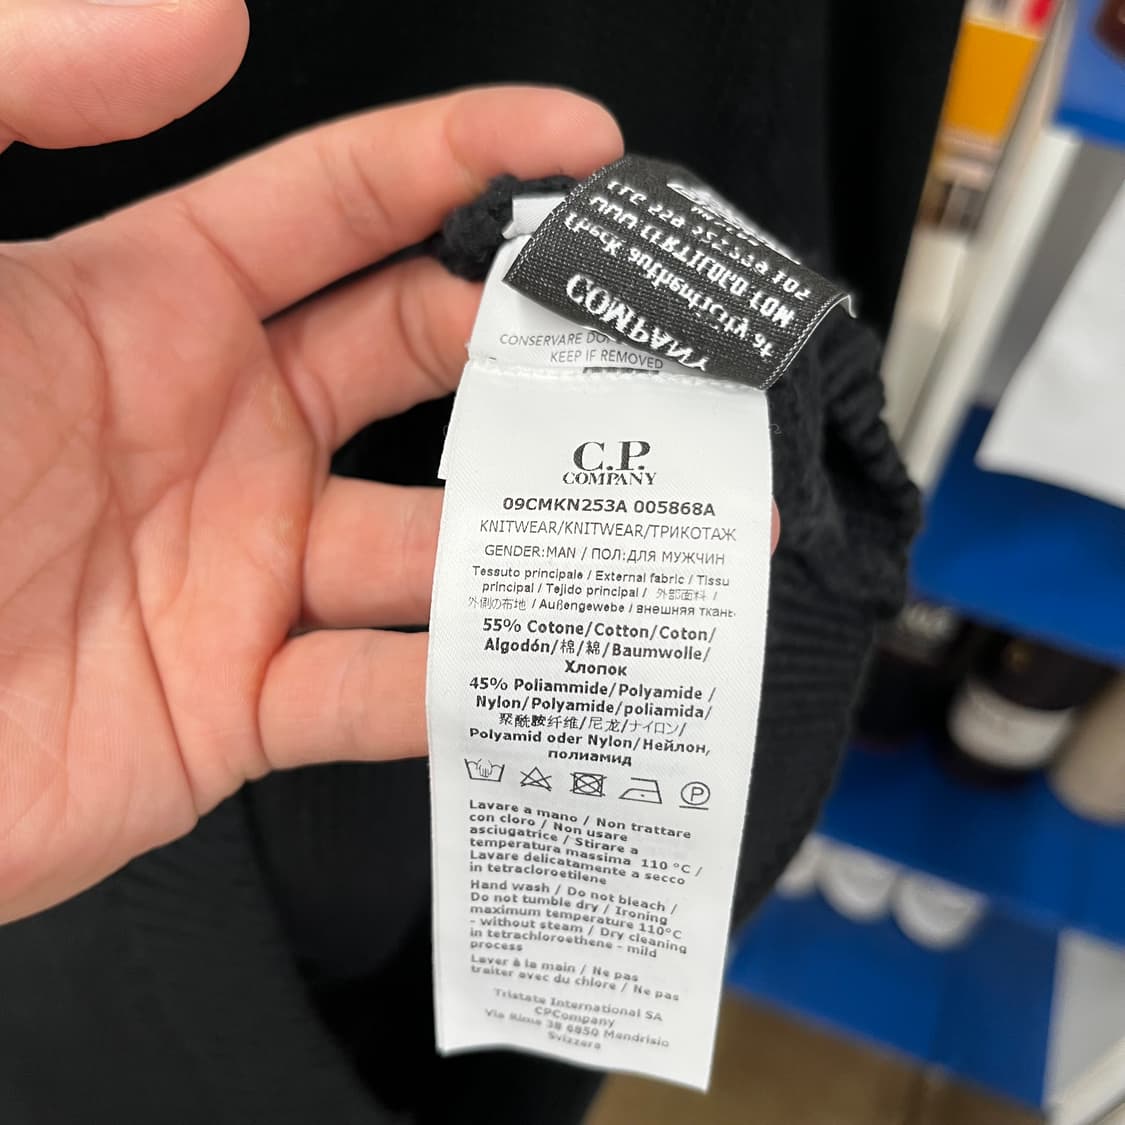 COMPANY
check authenticity at
WWW.CERTILOGO.COM
CONSERVARE
KEEP IF REMOVED
C.P.
COMPANY
09CMKN253A 005868A
KNITWEAR/KNITWEAR/ТРИКОТАЖ
GENDER:MAN / ПОЛ:ДЛЯ МУЖЧИН
Tessuto principale / External fabric / Tissu
principal / Tejido principal / 外部面料 /
外側の布地 / Außengewebe / внешняя ткань
55% Cotone/Cotton/Coton/
Algodón/棉/綿/Baumwolle/
Хлопок
45% Poliammide/Polyamide /
Nylon/Polyamide/poliamida/
聚酰胺纤维/尼龙/ナイロン/
Polyamid oder Nylon/Нейлон,
полиамид
P
Lavare a mano / Non trattare
con cloro / Non usare
asciugatrice / Stirare a
temperatura massima 110 °C /
Lavare delicatamente a secco
in tetracloroetilene
Hand wash / Do not bleach /
Do not tumble dry / Ironing
maximum temperature 110°C
- without steam / Dry cleaning
in tetrachloroethene - mild
process
Laver à la main / Ne pas
traiter avec du chlore / Ne pas
Tristate International SA
CPCompany
Via Rime 38 6850 Mendrisio
Svizzera